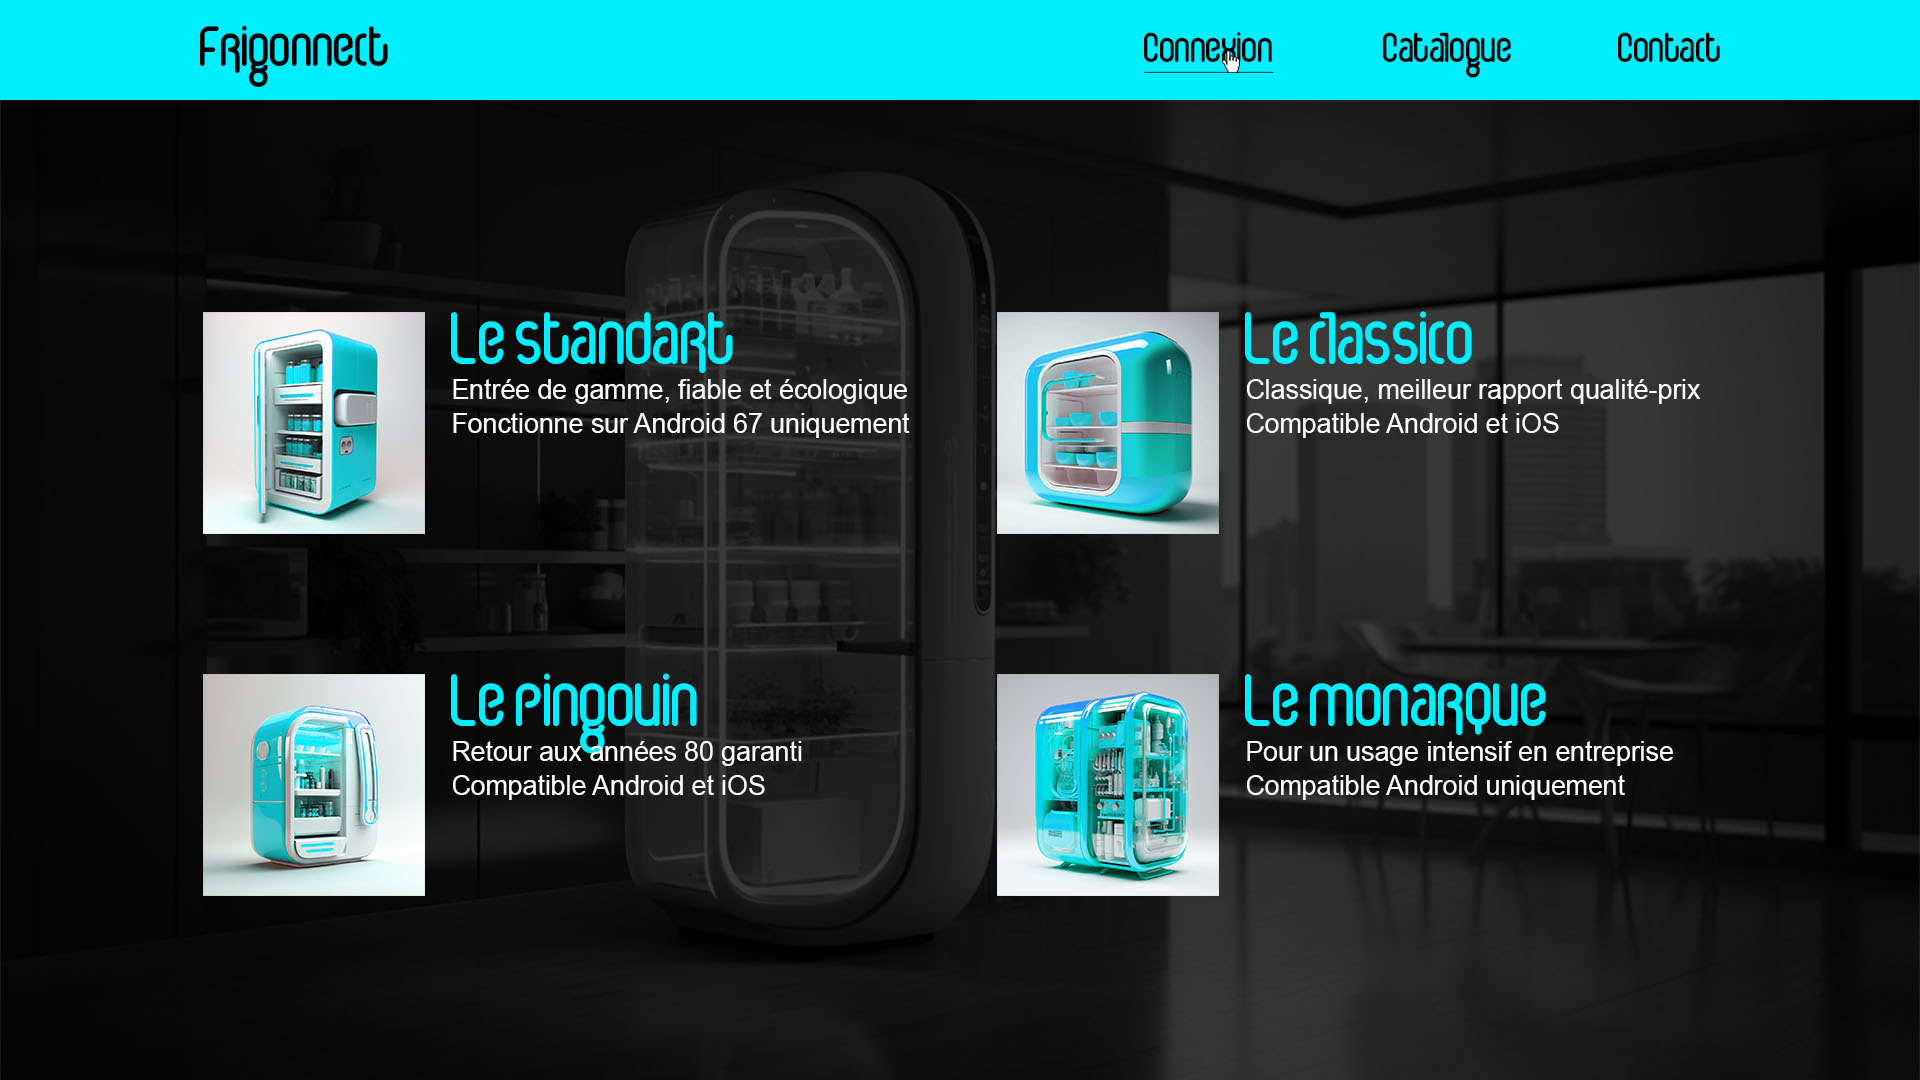 Frigonnect
Connexion
Catalogue
Contact
Le standart
Entrée de gamme, fiable et écologique
Fonctionne sur Android 67 uniquement
Le classico
Classique, meilleur rapport qualité-prix
Compatible Android et iOS
Le pingouin
Retour aux années 80 garanti
Compatible Android et iOS
Le monarque
Pour un usage intensif en entreprise
Compatible Android uniquement